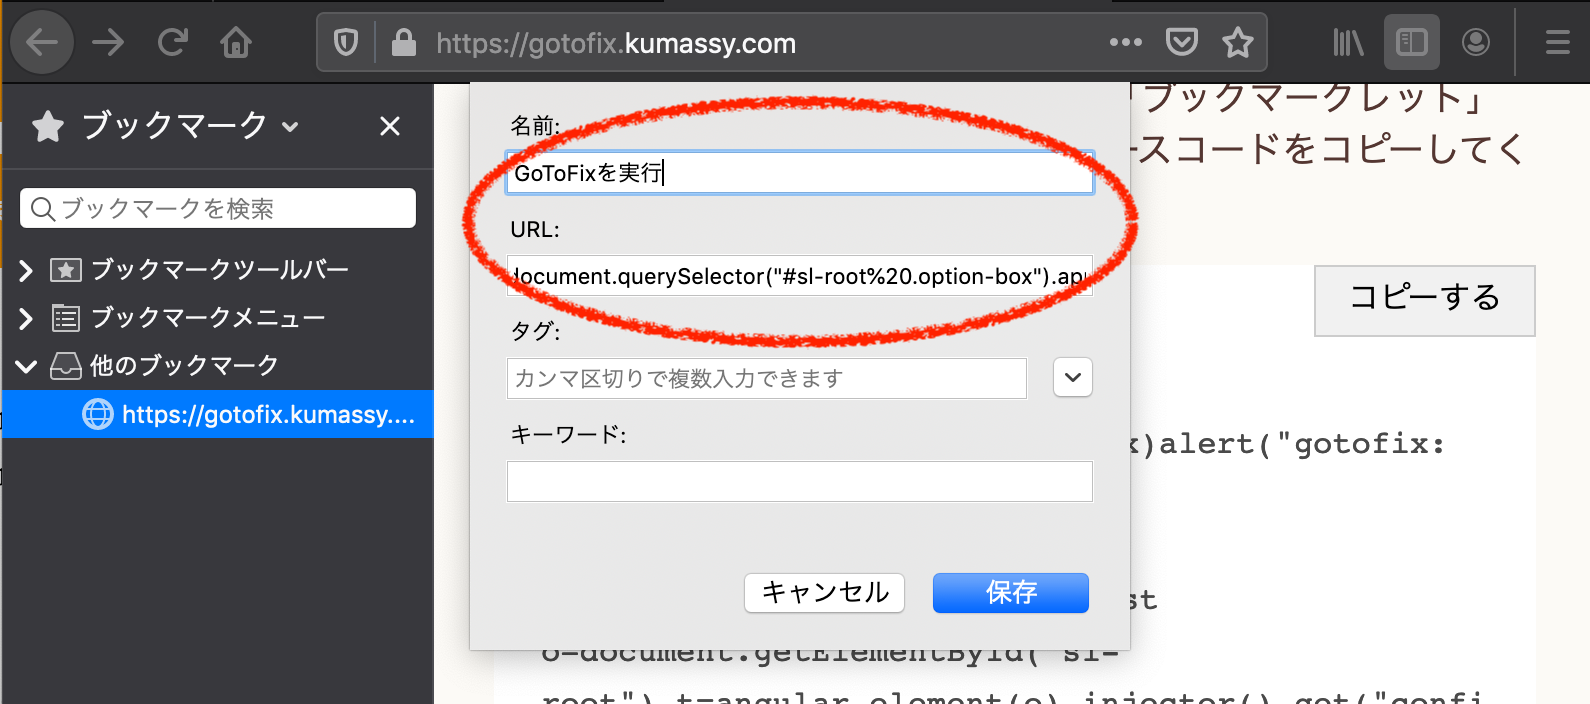 https://gotofix.kumassy.com
ブックマーク
ブックマークを検索
ブックマークツールバー
ブックマークメニュー
他のブックマーク
https://gotofix.kumassy....
名前:
GoToFixを実行
URL:
document.querySelector("#sl-root%20.option-box").app
タグ:
カンマ区切りで複数入力できます
キーワード:
キャンセル
保存
「ブックマークレット」
ースコードをコピーしてく
コピーする
x)alert("gotofix:
st
o=document.getElementById("sl-
root"),t=angular.element(o).injector().get("confi